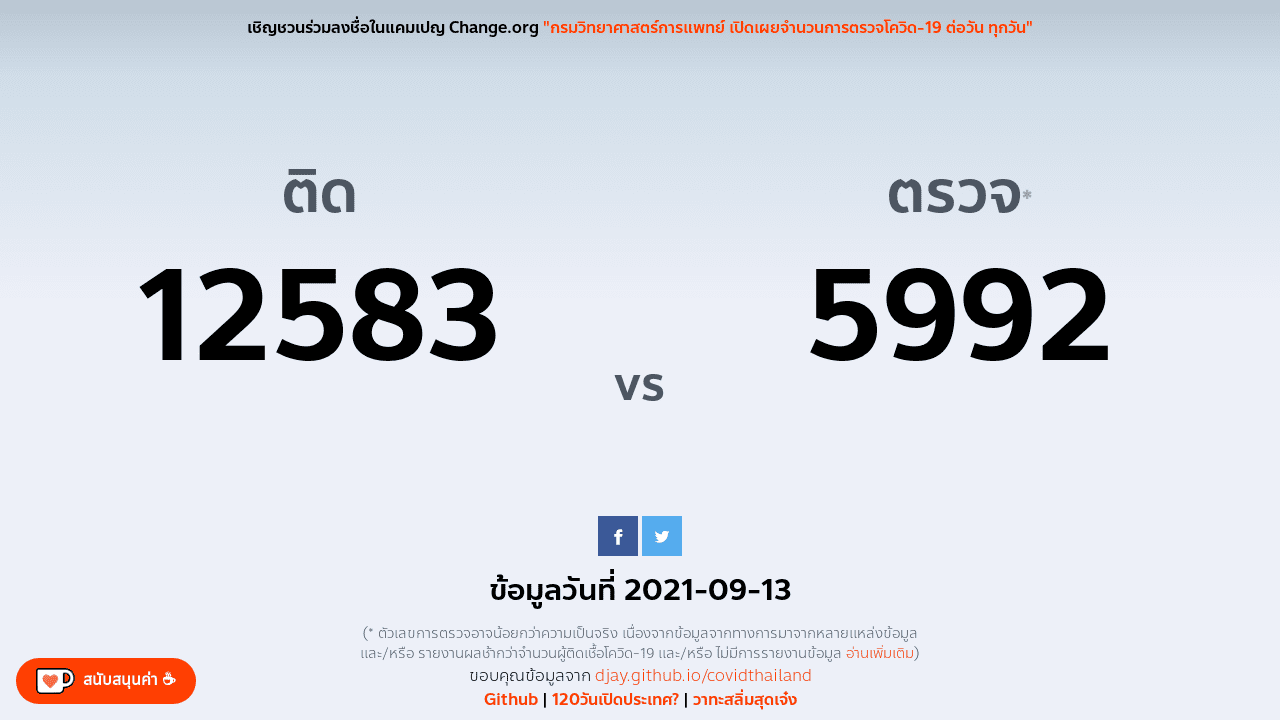 เชิญชวนร่วมลงชื่อในแคมเปญ Change.org "กรมวิทยาศาสตร์การแพทย์ เปิดเผยจำนวนการตรวจโควิด-19 ต่อวัน ทุกวัน"
ติด
12583
vs
ตรวจ*
5992
ข้อมูลวันที่ 2021-09-13
(* ตัวเลขการตรวจอาจน้อยกว่าความเป็นจริง เนื่องจากข้อมูลจากทางการมาจากหลายแหล่งข้อมูล
และ/หรือ รายงานผลช้ากว่าจำนวนผู้ติดเชื้อโควิด-19 และ/หรือ ไม่มีการรายงานข้อมูล อ่านเพิ่มเติม)
ขอบคุณข้อมูลจาก djay.github.io/covidthailand
Github | 120วันเปิดประเทศ? | วาทะสลิ่มสุดเจ๋ง
สนับสนุนค่า ☕